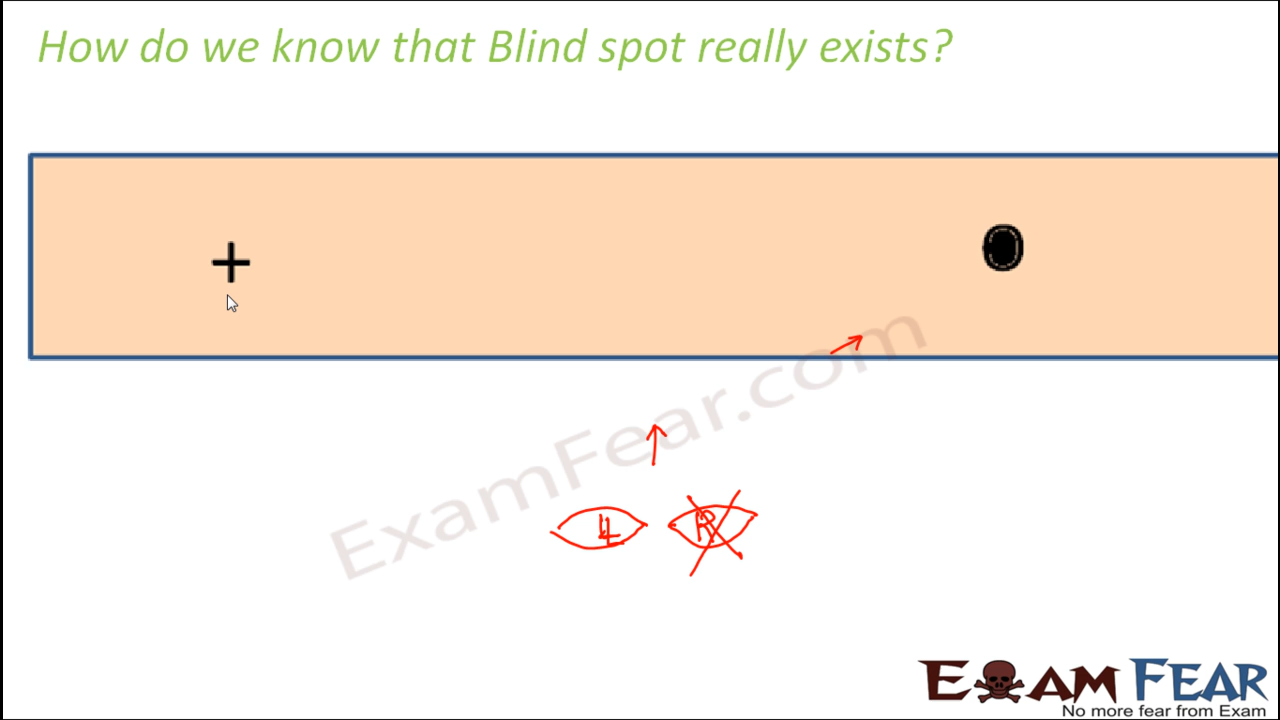 How do we know that Blind spot really exists?
+
ExamFear.com
L R
EXAM FEAR
No more fear from Exam